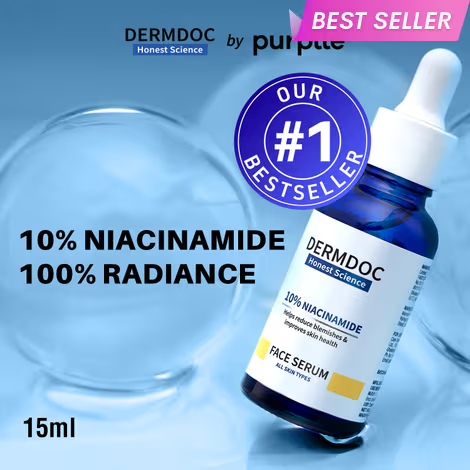 BEST SELLER
DERMDOC by purplle
Honest Science
OUR
#1
BESTSELLER
10% NIACINAMIDE
100% RADIANCE
DERMDOC
Honest Science
10% NIACINAMIDE
Helps reduce blemishes &
improves skin health
FACE SERUM
ALL SKIN TYPES
15ml